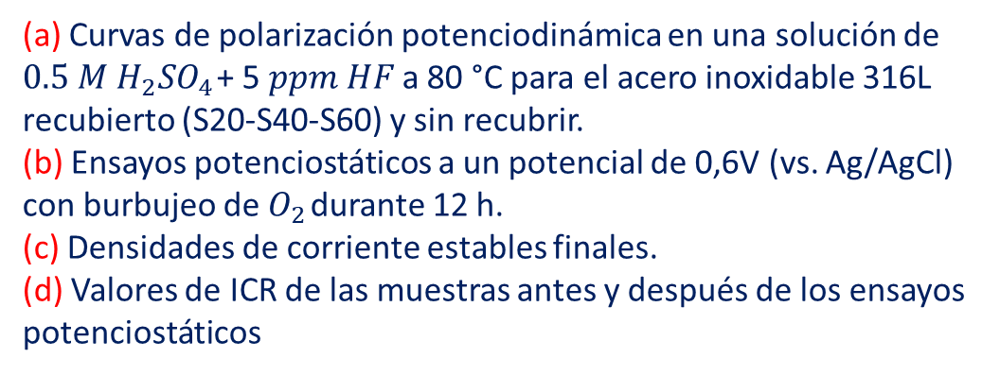 (a) Curvas de polarización potenciodinámica en una solución de
0.5 M H₂SO₄+ 5 ppm HF a 80 °C para el acero inoxidable 316L
recubierto (S20-S40-S60) y sin recubrir.
(b) Ensayos potenciostáticos a un potencial de 0,6V (vs. Ag/AgCl)
con burbujeo de O₂ durante 12 h.
(c) Densidades de corriente estables finales.
(d) Valores de ICR de las muestras antes y después de los ensayos
potenciostáticos